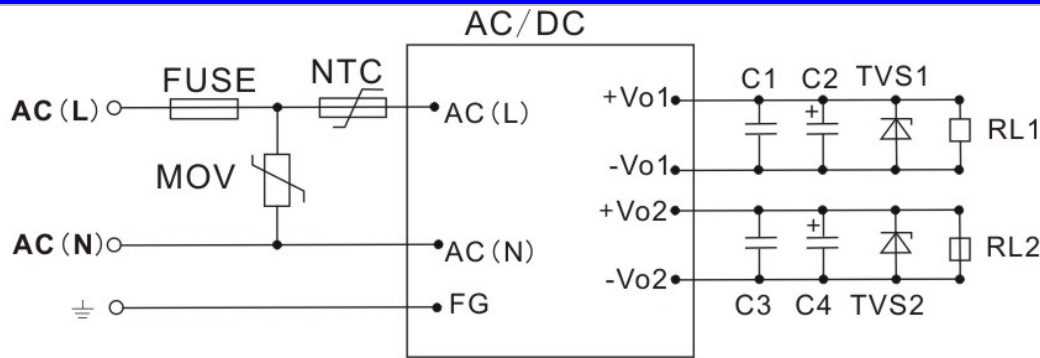 AC/DC
FUSE
NTC
AC(L)
AC(L)
MOV
AC(N)
AC(N)
FG
+Vo1
C1
C2
TVS1
+
RL1
-Vo1
+Vo2
+
RL2
-Vo2
C3
C4
TVS2